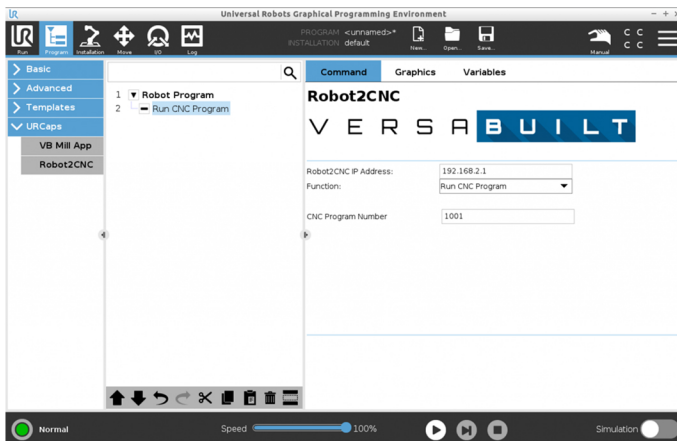 UR
Universal Robots Graphical Programming Environment
Run
Program
Installation
Move
I/O
Log
PROGRAM <unnamed>*
INSTALLATION default
New...
Open...
Save...
Manual
C C
C C
Basic
Advanced
Templates
URCaps
VB Mill App
Robot2CNC
1 Robot Program
2 Run CNC Program
Command Graphics Variables
Robot2CNC
VERSABUILT
Robot2CNC IP Address: 192.168.2.1
Function: Run CNC Program
CNC Program Number 1001
Normal
Speed 100%
Simulation